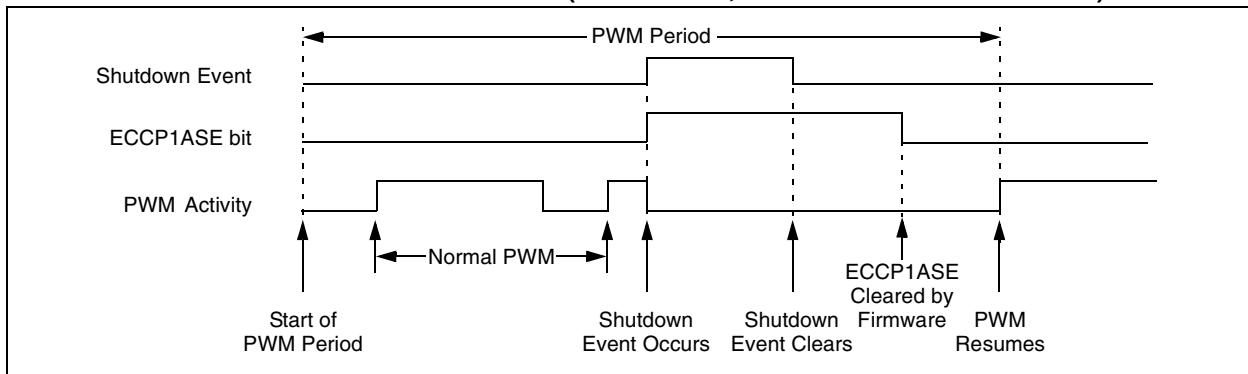 PWM Period
Shutdown Event
ECCP1ASE bit
PWM Activity
Normal PWM
Start of
PWM Period
Shutdown
Event Occurs
Shutdown
Event Clears
ECCP1ASE
Cleared by
Firmware
PWM
Resumes